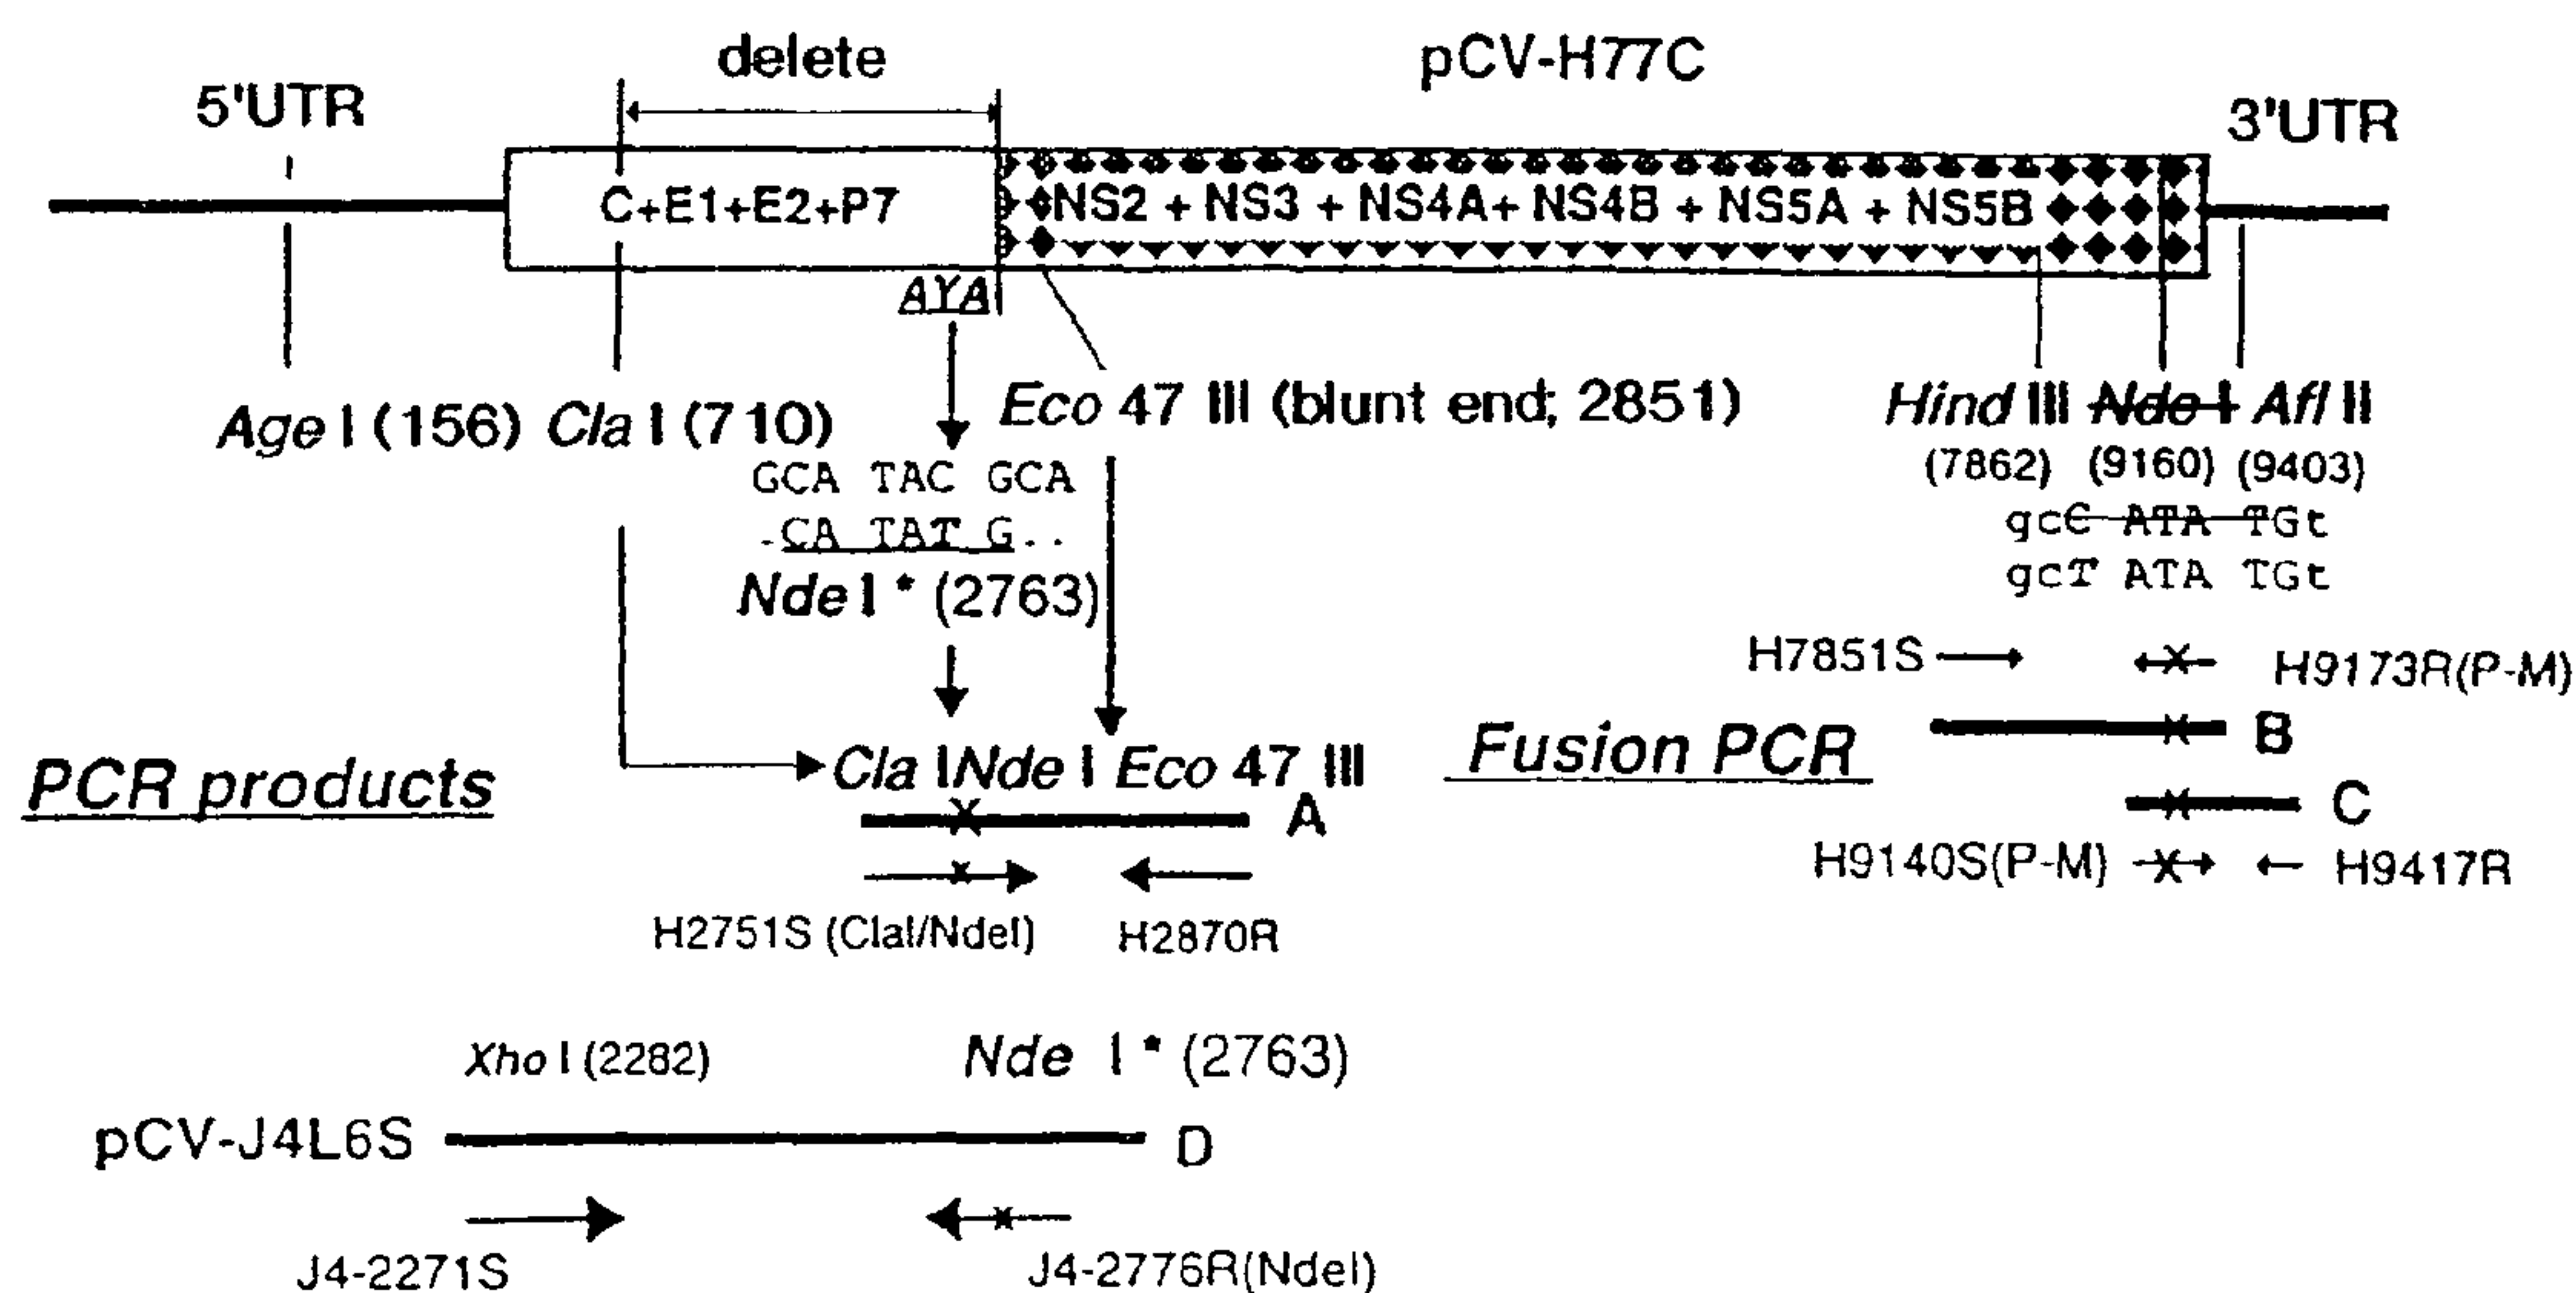 delete
pCV-H77C
5'UTR
3'UTR
C+E1+E2+P7
NS2 + NS3 + NS4A+ NS4B + NS5A + NS5B
AYA
Age I (156) Cla I (710)
Eco 47 III (blunt end; 2851)
Hind III Nde I Afl II
(7862) (9160) (9403)
GCA TAC GCA
gcC ATA TGt
-CA TAT G..
gcT ATA TGt
Nde I * (2763)
H7851S
H9173R(P-M)
Fusion PCR
B
PCR products
Cla I Nde I Eco 47 III
A
C
H9140S(P-M)
H9417R
H2751S (ClaI/NdeI)
H2870R
Xho I (2282)
Nde I * (2763)
pCV-J4L6S
D
J4-2271S
J4-2776R(NdeI)